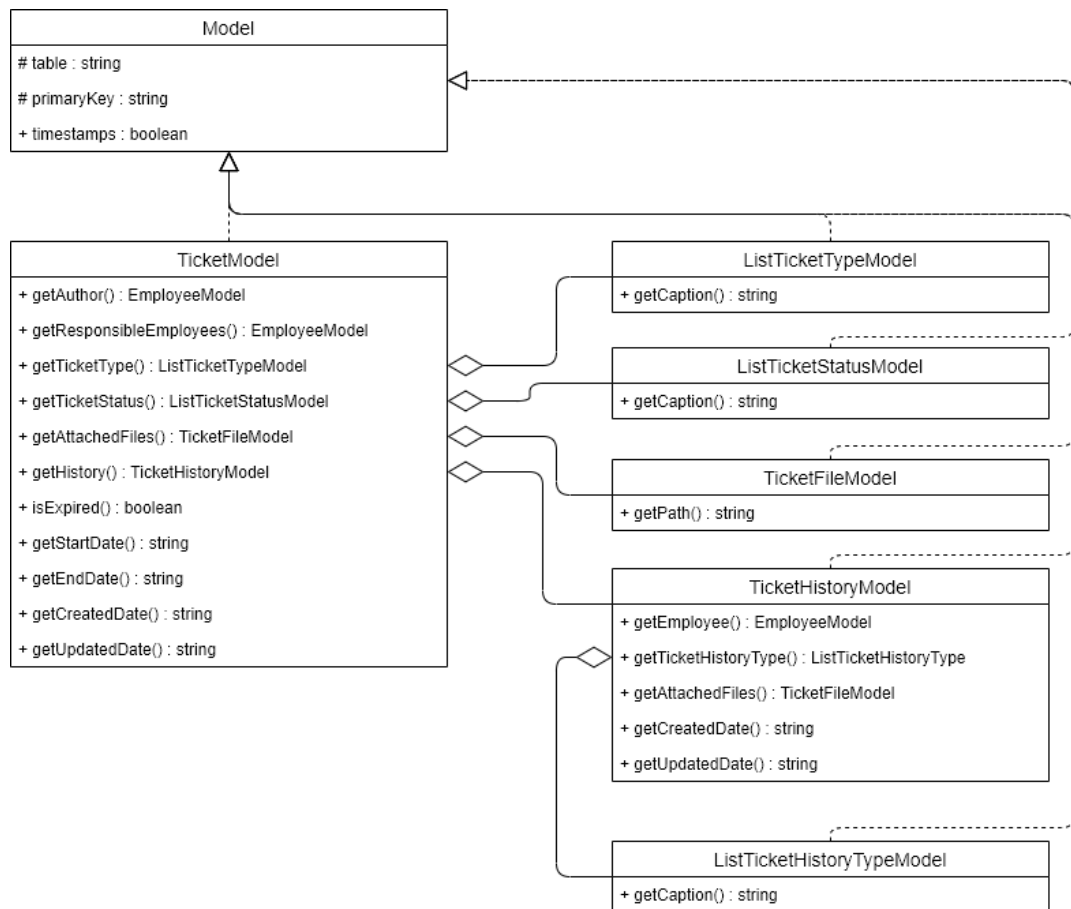 Model
# table : string
# primaryKey : string
+ timestamps : boolean
TicketModel
+ getAuthor() : EmployeeModel
+ getResponsibleEmployees() : EmployeeModel
+ getTicketType() : ListTicketTypeModel
+ getTicketStatus() : ListTicketStatusModel
+ getAttachedFiles() : TicketFileModel
+ getHistory() : TicketHistoryModel
+ isExpired() : boolean
+ getStartDate() : string
+ getEndDate() : string
+ getCreatedDate() : string
+ getUpdatedDate() : string
ListTicketTypeModel
+ getCaption() : string
ListTicketStatusModel
+ getCaption() : string
TicketFileModel
+ getPath() : string
TicketHistoryModel
+ getEmployee() : EmployeeModel
+ getTicketHistoryType() : ListTicketHistoryType
+ getAttachedFiles() : TicketFileModel
+ getCreatedDate() : string
+ getUpdatedDate() : string
ListTicketHistoryTypeModel
+ getCaption() : string